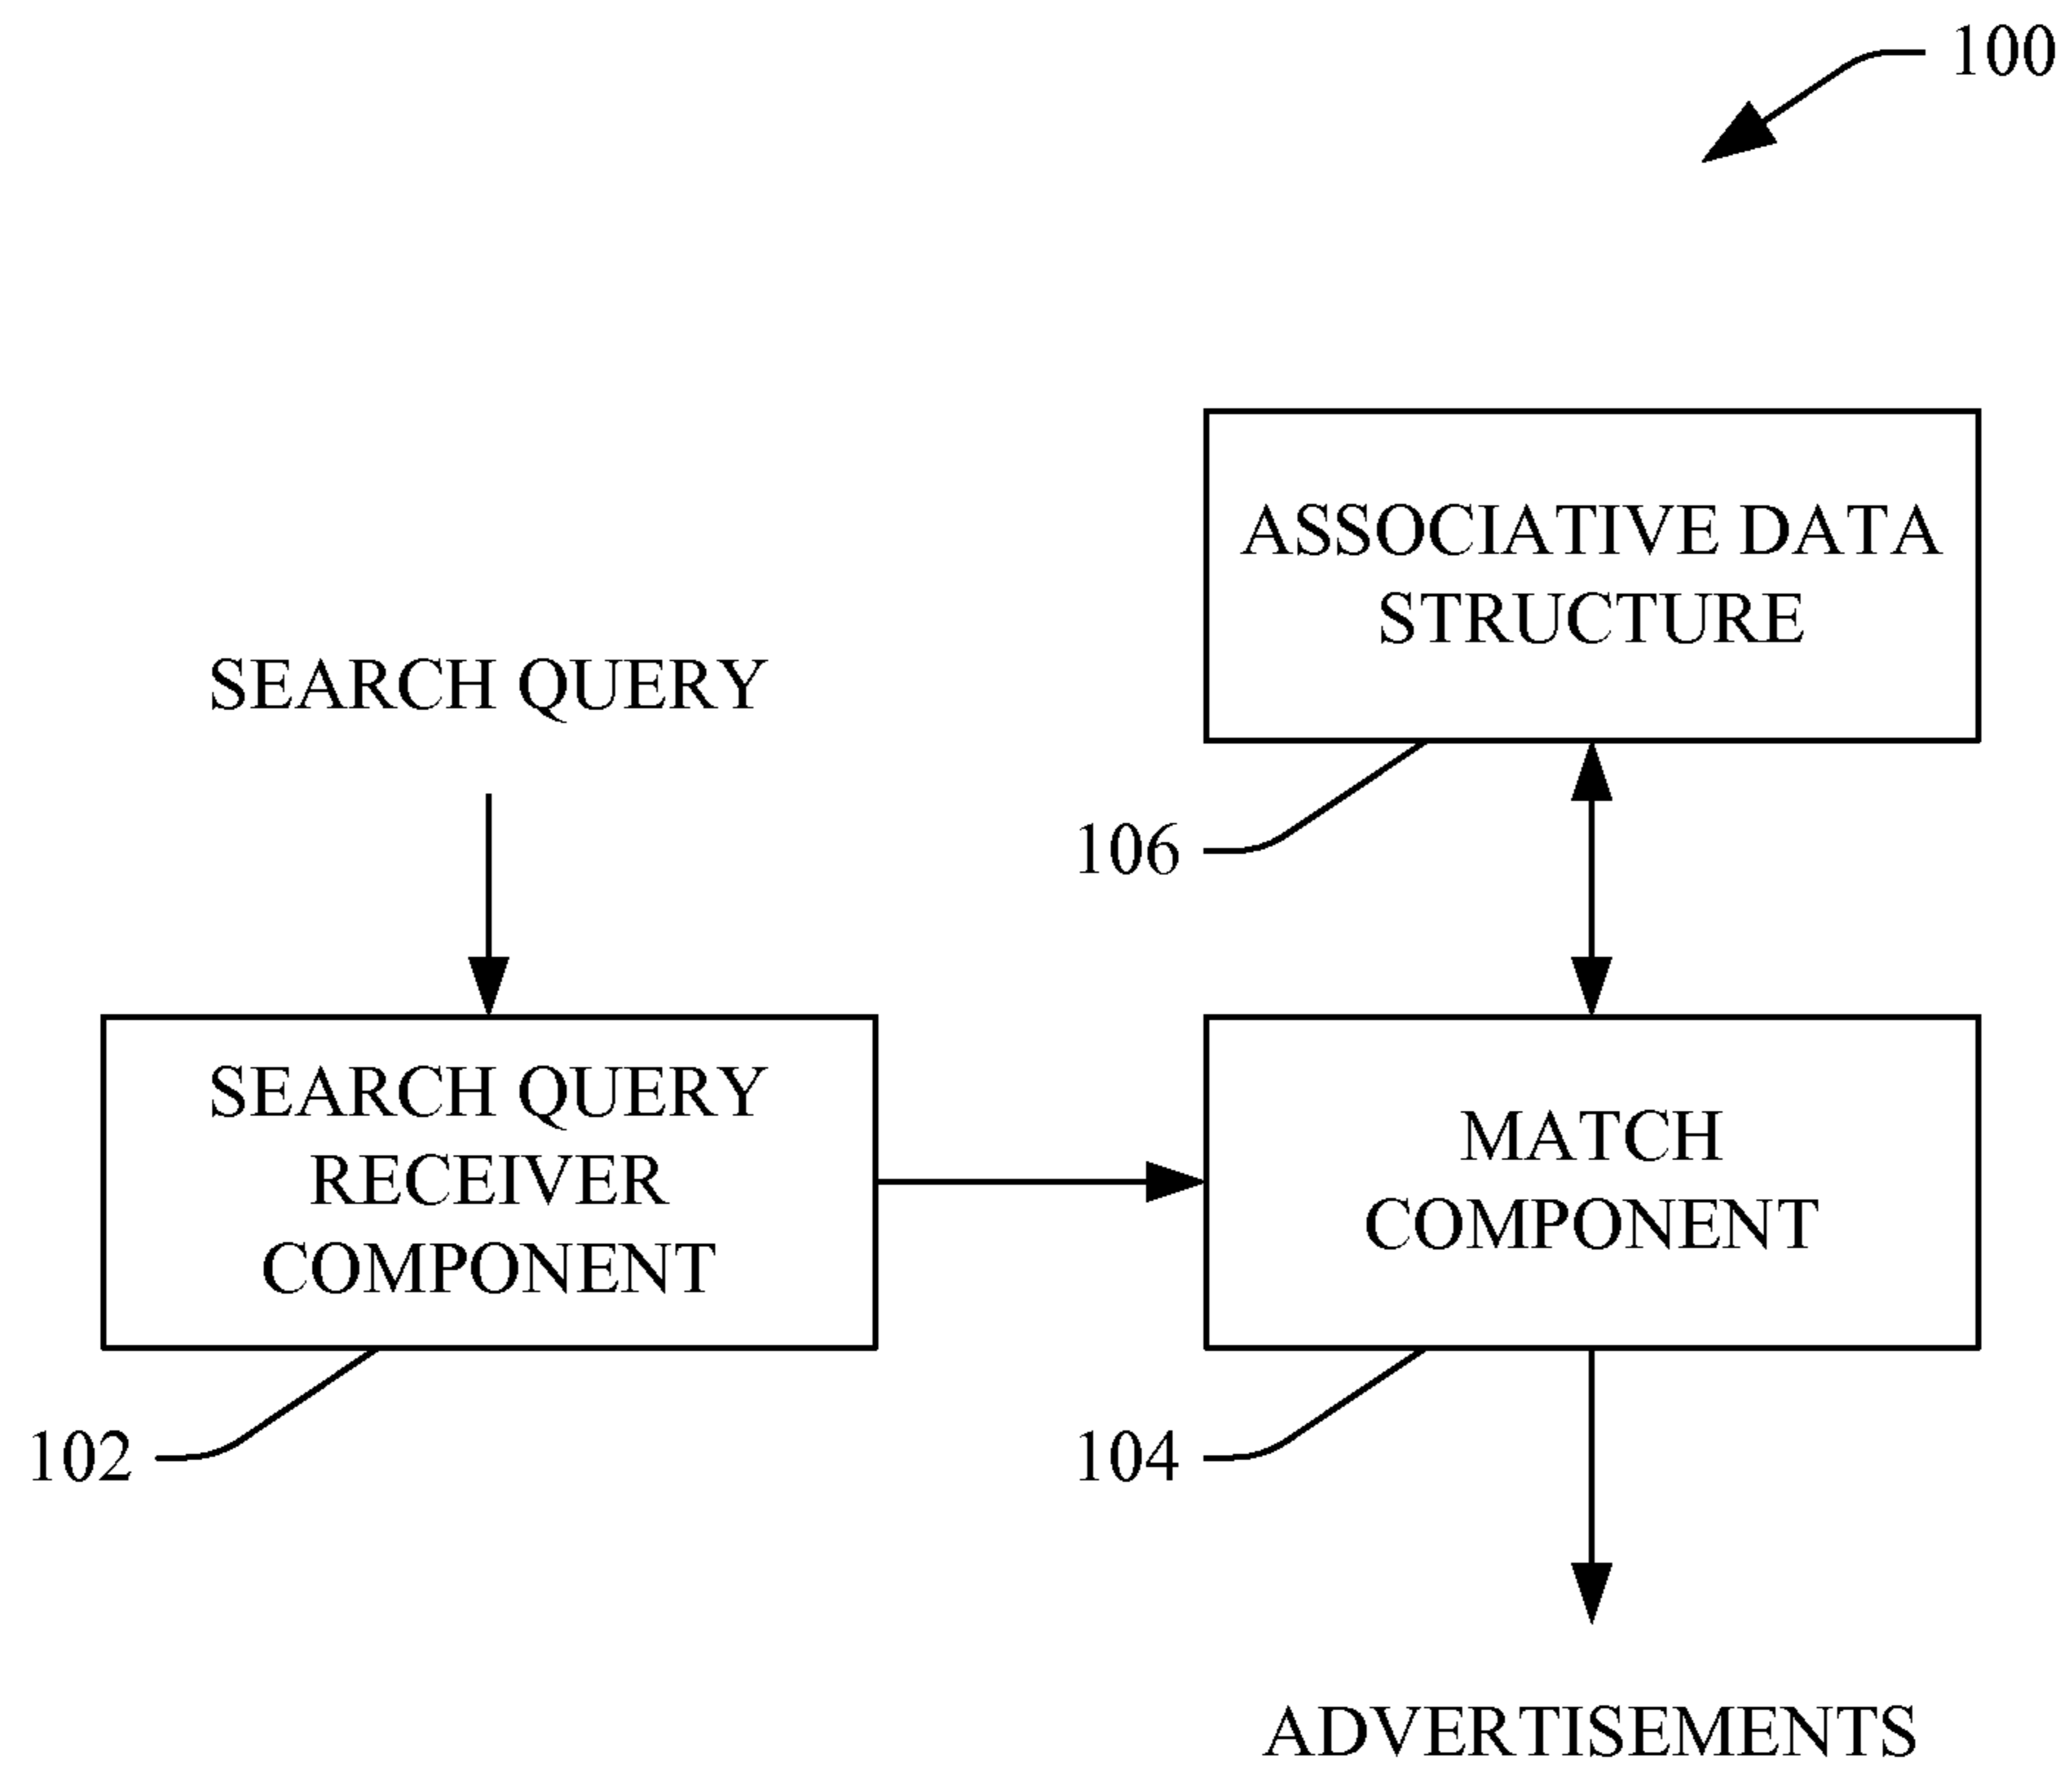 100
ASSOCIATIVE DATA
STRUCTURE
SEARCH QUERY
106
SEARCH QUERY
RECEIVER
COMPONENT
MATCH
COMPONENT
102
104
ADVERTISEMENTS